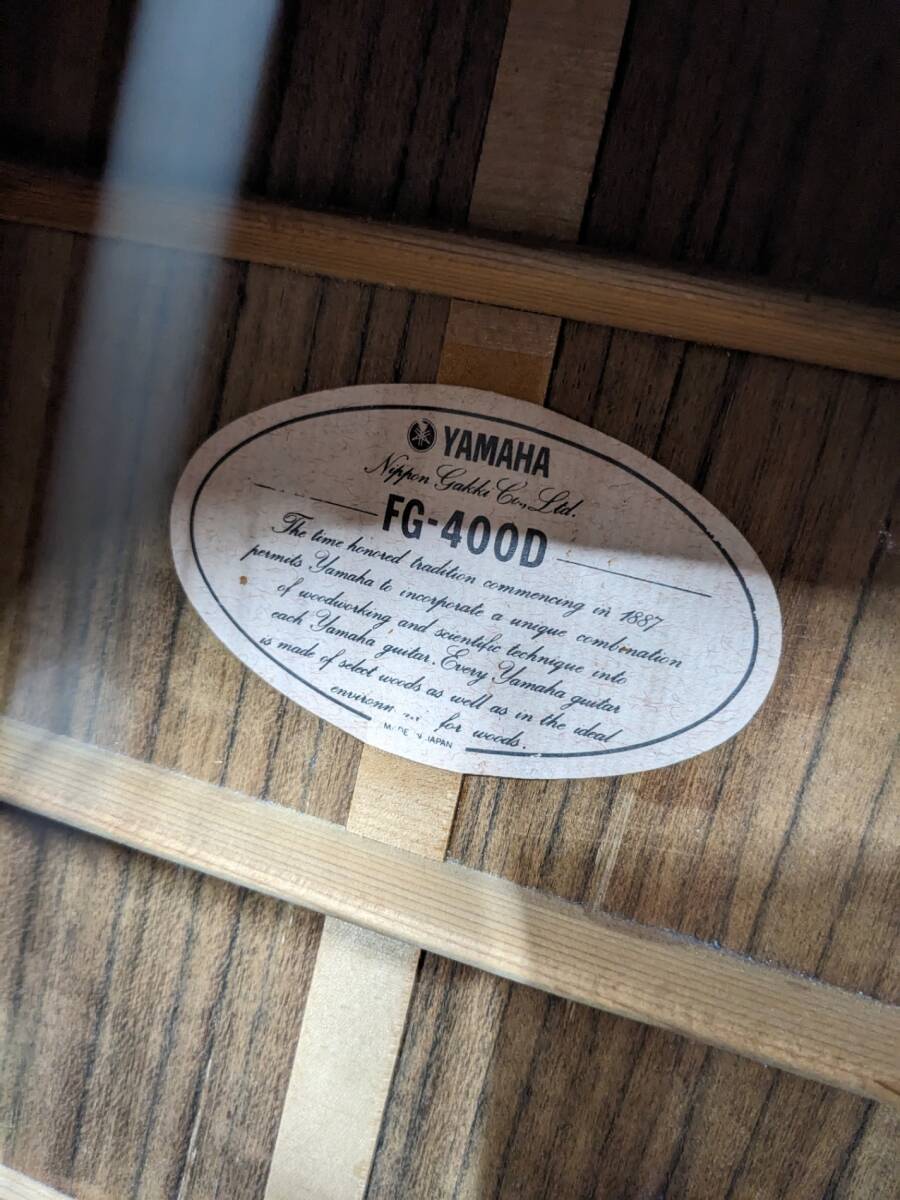 YAMAHA
Nippon Gakki Co., Ltd.
FG-400D
The time honored tradition commencing in 1887
permits Yamaha to incorporate a unique combination
of woodworking and scientific technique into
each Yamaha guitar. Every Yamaha guitar
is made of select woods as well as in the ideal
for woods.
JAPAN